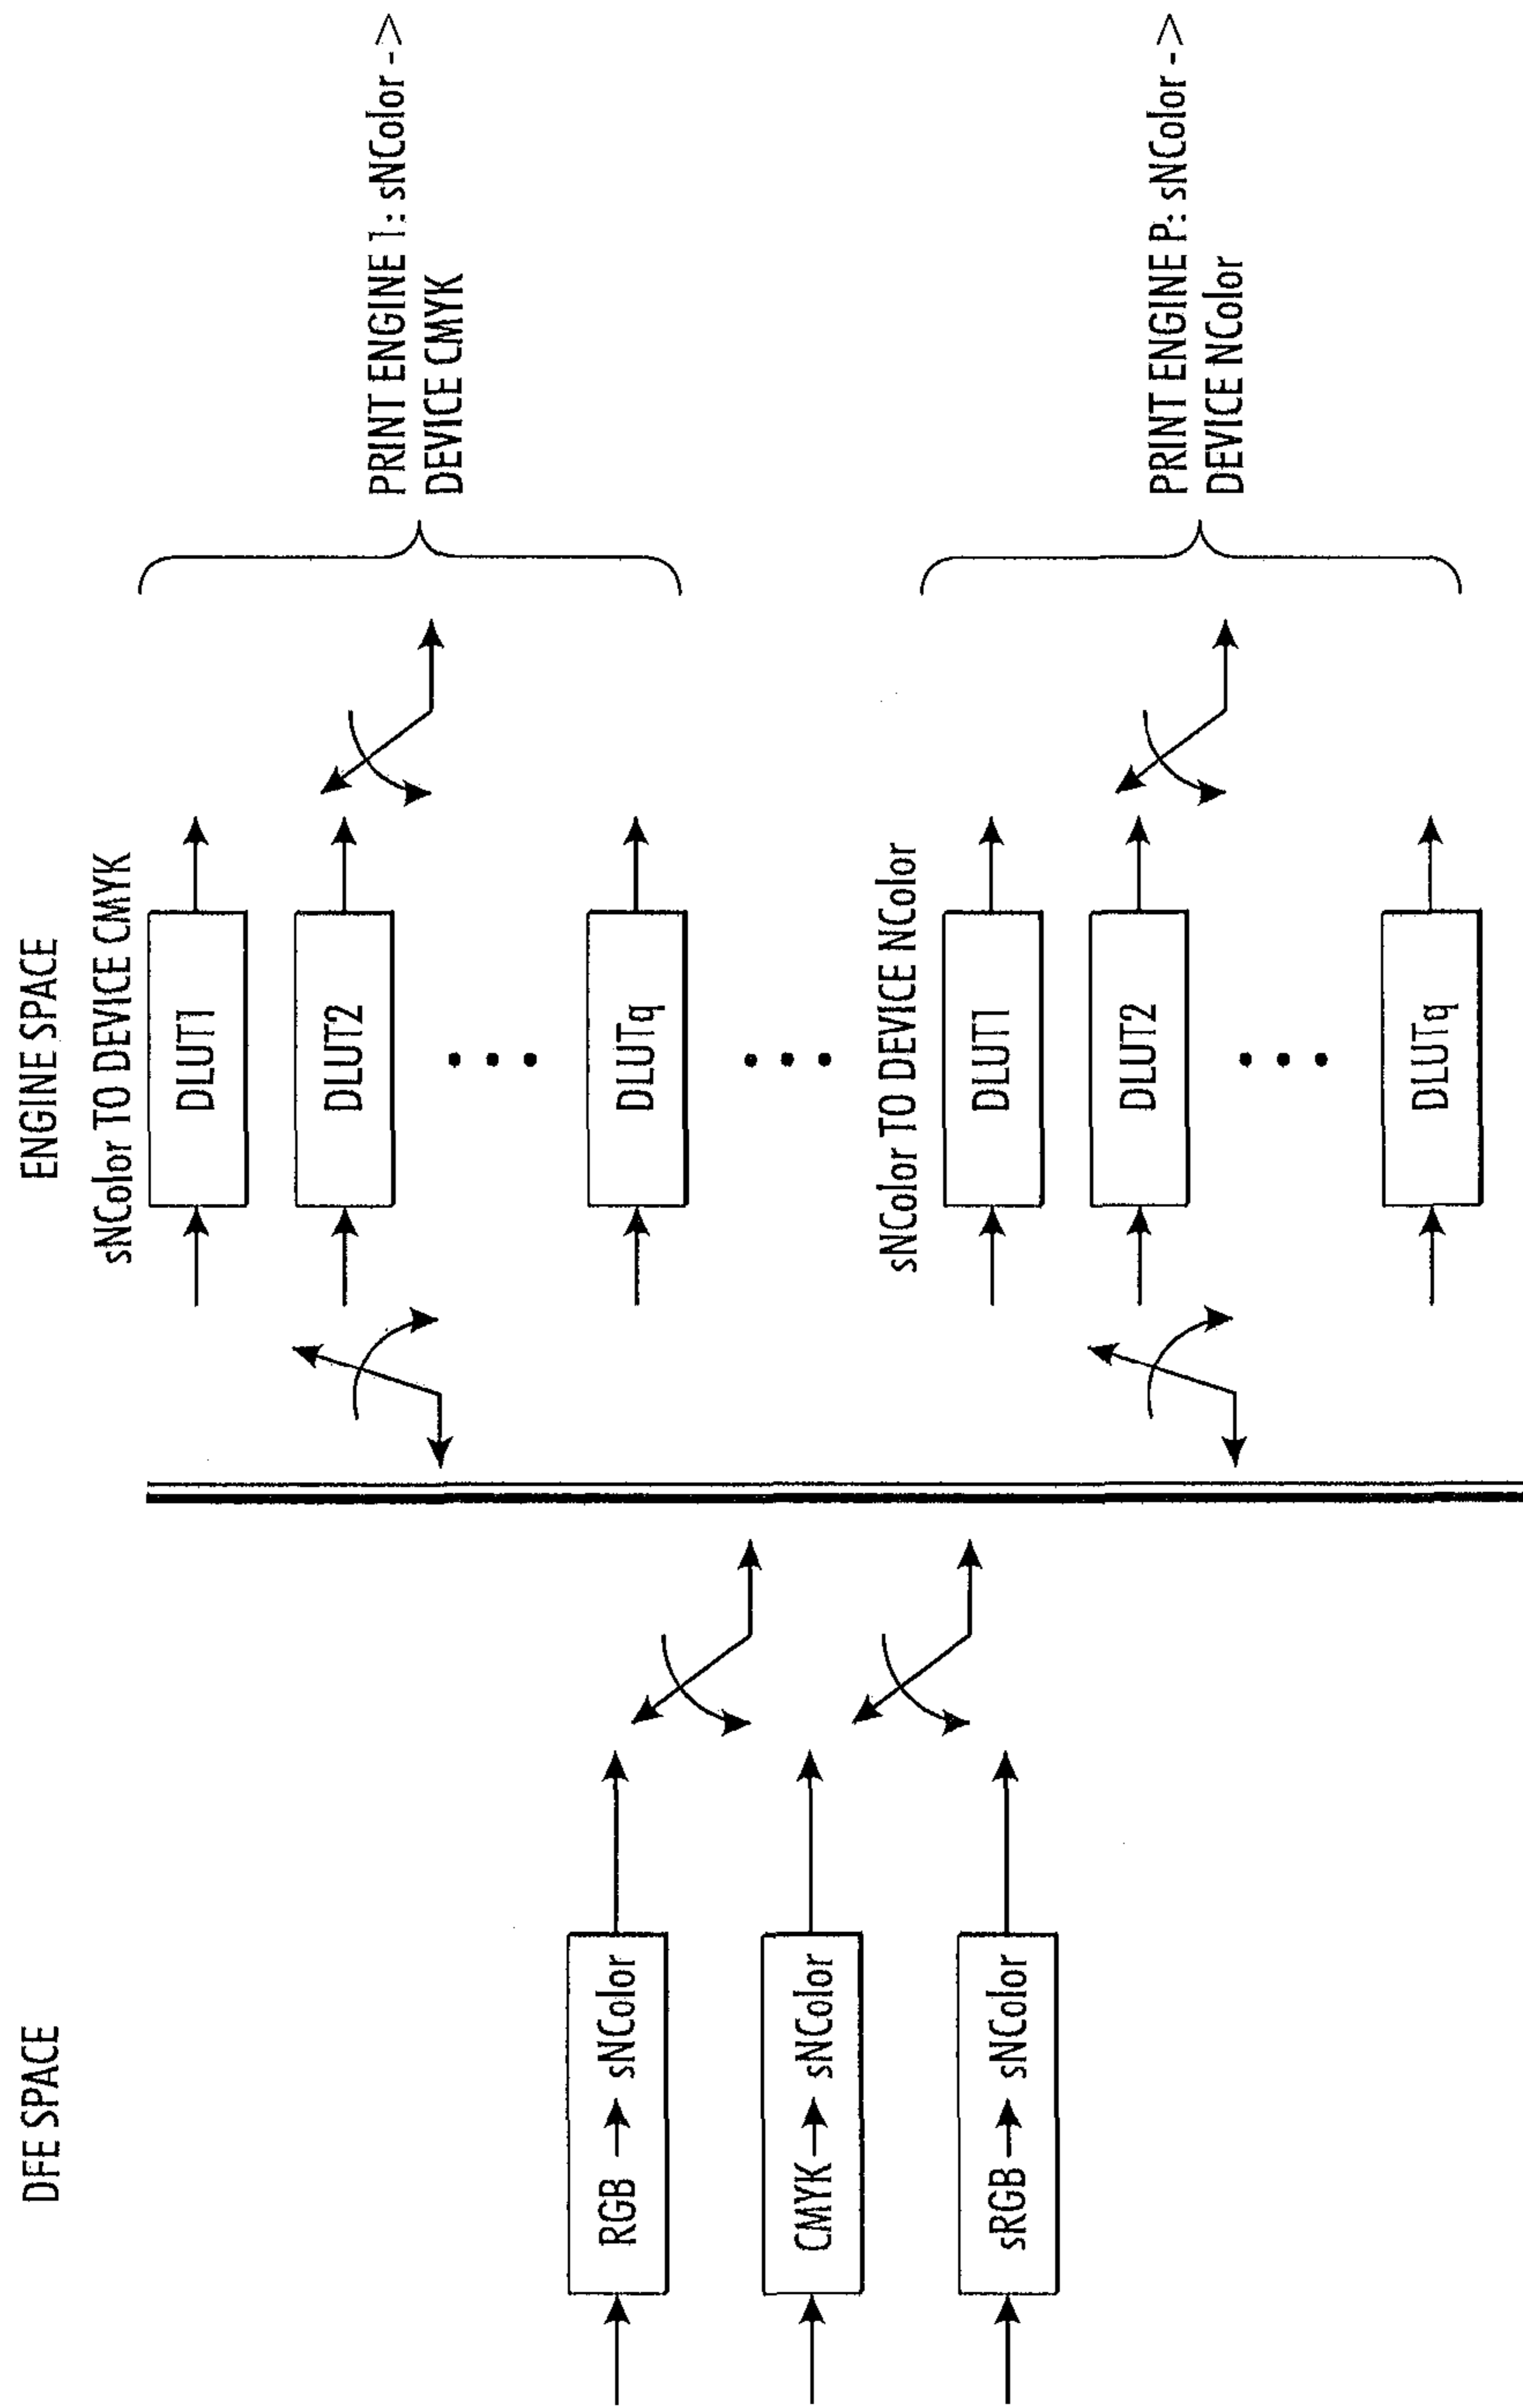 DFE SPACE
RGB → sNColor
CMYK → sNColor
sRGB → sNColor
ENGINE SPACE
sNColor TO DEVICE CMYK
DLUT1
DLUT2
DLUTq
sNColor TO DEVICE NColor
DLUT1
DLUT2
DLUTq
PRINT ENGINE 1: sNColor ->
DEVICE CMYK
PRINT ENGINE P: sNColor ->
DEVICE NColor